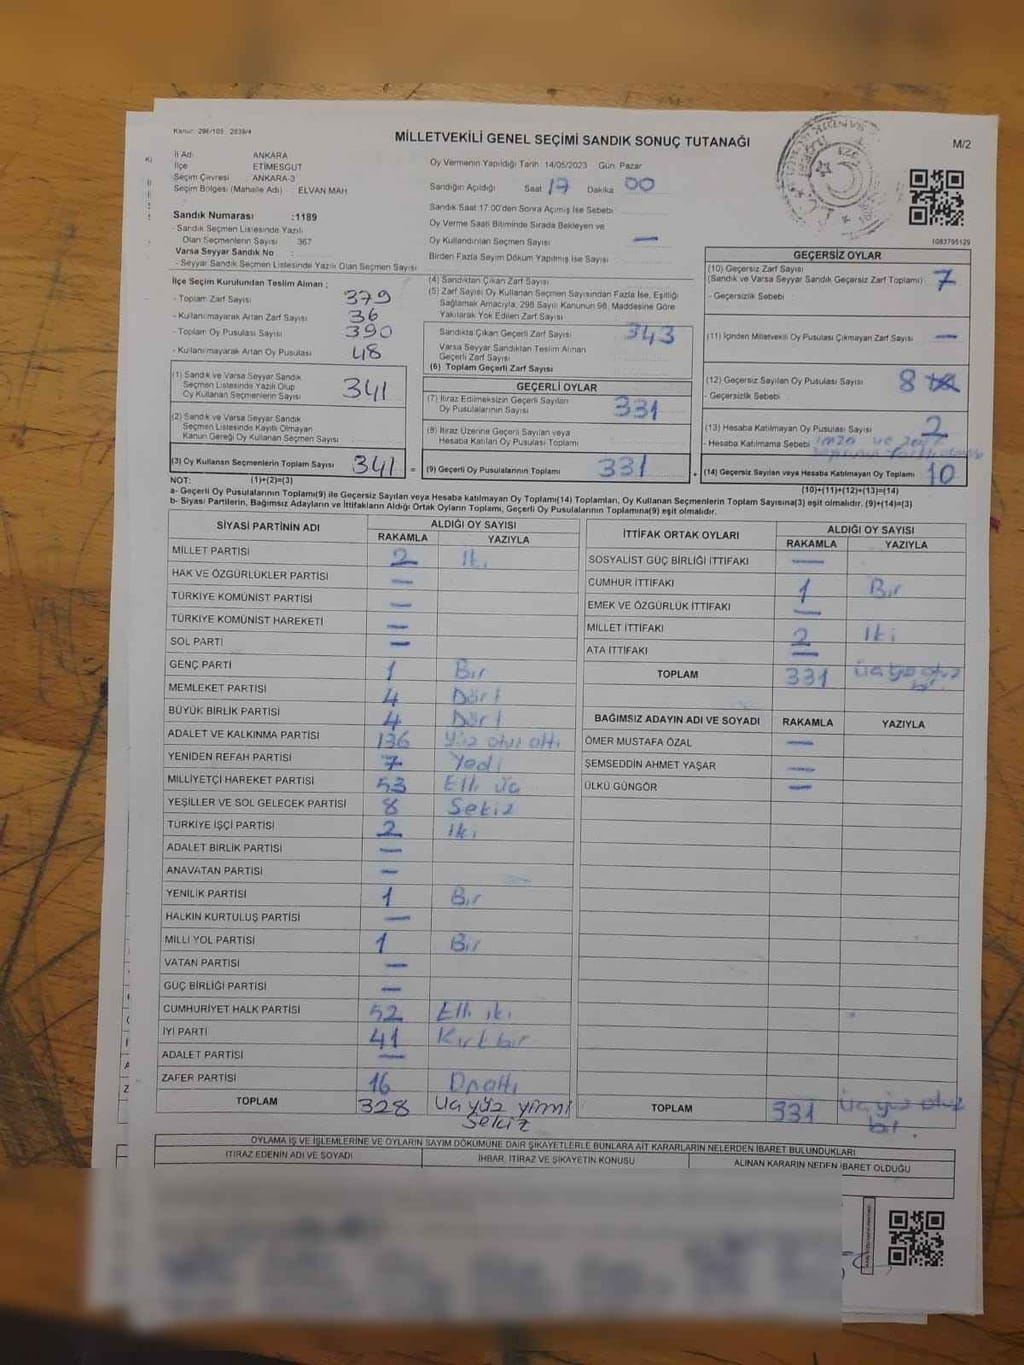 Kanun: 298/105; 2839/4
MİLLETVEKİLİ GENEL SEÇİMİ SANDIK SONUÇ TUTANAĞI
M/2
İl Adı ANKARA
İlçe ETİMESGUT
Seçim Çevresi ANKARA-3
Seçim Bölgesi (Mahalle Adı) ELVAN MAH
Sandık Numarası :1189
- Sandık Seçmen Listesinde Yazılı
Olan Seçmenlerin Sayısı 367
Varsa Seyyar Sandık No
- Seyyar Sandık Seçmen Listesinde Yazılı Olan Seçmen Sayısı
Oy Vermenin Yapıldığı Tarih 14/05/2023 Gün: Pazar
Sandığın Açıldığı Saat 17 Dakika 00
Sandık Saat 17.00'den Sonra Açılmış İse Sebebi
Oy Verme Saati Bitiminde Sırada Bekleyen ve
Oy Kullandırılan Seçmen Sayısı —
Birden Fazla Sayım Döküm Yapılmış İse Sayısı
1083795129
İlçe Seçim Kurulundan Teslim Alınan ;
- Toplam Zarf Sayısı 379
- Kullanılmayarak Artan Zarf Sayısı 36
- Toplam Oy Pusulası Sayısı 390
- Kullanılmayarak Artan Oy Pusulası 48
(1) Sandık ve Varsa Seyyar Sandık
Seçmen Listesinde Yazılı Olup
Oy Kullanan Seçmenlerin Sayısı 341
(2) Sandık ve Varsa Seyyar Sandık
Seçmen Listesinde Kayıtlı Olmayan
Kanun Gereği Oy Kullanan Seçmen Sayısı
(3) Oy Kullanan Seçmenlerin Toplam Sayısı 341 =
(4) Sandıktan Çıkan Zarf Sayısı
(5) Zarf Sayısı Oy Kullanan Seçmen Sayısından Fazla İse, Eşitliği
Sağlamak Amacıyla, 298 Sayılı Kanunun 98. Maddesine Göre
Yakılarak Yok Edilen Zarf Sayısı
Sandıkta Çıkan Geçerli Zarf Sayısı 343
Varsa Seyyar Sandıktan Teslim Alınan
Geçerli Zarf Sayısı
(6) Toplam Geçerli Zarf Sayısı
GEÇERLİ OYLAR
(7) İtiraz Edilmeksizin Geçerli Sayılan
Oy Pusulalarının Sayısı 331
(8) İtiraz Üzerine Geçerli Sayılan veya
Hesaba Katılan Oy Pusulası Toplamı
(9) Geçerli Oy Pusulalarının Toplamı 331 +
GEÇERSİZ OYLAR
(10) Geçersiz Zarf Sayısı
(Sandık ve Varsa Seyyar Sandık Geçersiz Zarf Toplamı) 7
- Geçersizlik Sebebi
(11) İçinden Milletvekili Oy Pusulası Çıkmayan Zarf Sayısı —
(12) Geçersiz Sayılan Oy Pusulası Sayısı 8
- Geçersizlik Sebebi
(13) Hesaba Katılmayan Oy Pusulası Sayısı 2
- Hesaba Katılmama Sebebi imza ve zarf
(14) Geçersiz Sayılan veya Hesaba Katılmayan Oy Toplamı 10
NOT: (1)+(2)=(3)
(10)+(11)+(12)+(13)=(14)
a- Geçerli Oy Pusulalarının Toplamı(9) ile Geçersiz Sayılan veya Hesaba katılmayan Oy Toplamı(14) Toplamları, Oy Kullanan Seçmenlerin Toplam Sayısına(3) eşit olmalıdır. (9)+(14)=(3)
b- Siyasi Partilerin, Bağımsız Adayların ve İttifakların Aldığı Ortak Oyların Toplamı, Geçerli Oy Pusulalarının Toplamına(9) eşit olmalıdır.
SİYASİ PARTİNİN ADI ALDIĞI OY SAYISI
RAKAMLA YAZIYLA
MİLLET PARTİSİ 2 İki
HAK VE ÖZGÜRLÜKLER PARTİSİ —
TÜRKİYE KOMÜNİST PARTİSİ —
TÜRKİYE KOMÜNİST HAREKETİ —
SOL PARTİ —
GENÇ PARTİ 1 Bir
MEMLEKET PARTİSİ 4 Dört
BÜYÜK BİRLİK PARTİSİ 4 Dört
ADALET VE KALKINMA PARTİSİ 136 Yüz otuz altı
YENİDEN REFAH PARTİSİ 7 Yedi
MİLLİYETÇİ HAREKET PARTİSİ 53 Elli üç
YEŞİLLER VE SOL GELECEK PARTİSİ 8 Sekiz
TÜRKİYE İŞÇİ PARTİSİ 2 İki
ADALET BİRLİK PARTİSİ —
ANAVATAN PARTİSİ —
YENİLİK PARTİSİ 1 Bir
HALKIN KURTULUŞ PARTİSİ —
MİLLİ YOL PARTİSİ 1 Bir
VATAN PARTİSİ —
GÜÇ BİRLİĞİ PARTİSİ —
CUMHURİYET HALK PARTİSİ 52 Elli iki
İYİ PARTİ 41 Kırk bir
ADALET PARTİSİ —
ZAFER PARTİSİ 16 Onaltı
TOPLAM 328 Üç yüz yirmi
sekiz
İTTİFAK ORTAK OYLARI ALDIĞI OY SAYISI
RAKAMLA YAZIYLA
SOSYALİST GÜÇ BİRLİĞİ İTTİFAKI —
CUMHUR İTTİFAKI 1 Bir
EMEK VE ÖZGÜRLÜK İTTİFAKI —
MİLLET İTTİFAKI 2 İki
ATA İTTİFAKI —
TOPLAM 331 üç yüz otuz
bir
BAĞIMSIZ ADAYIN ADI VE SOYADI RAKAMLA YAZIYLA
ÖMER MUSTAFA ÖZAL —
ŞEMSEDDİN AHMET YAŞAR —
ÜLKÜ GÜNGÖR —
TOPLAM 331 Üç yüz otuz
bir.
OYLAMA İŞ VE İŞLEMLERİNE VE OYLARIN SAYIM DÖKÜMÜNE DAİR ŞİKAYETLERLE BUNLARA AİT KARARLARIN NELERDEN İBARET BULUNDUKLARI
İTİRAZ EDENİN ADI VE SOYADI İHBAR, İTİRAZ VE ŞİKAYETİN KONUSU ALINAN KARARIN NEDEN İBARET OLDUĞU